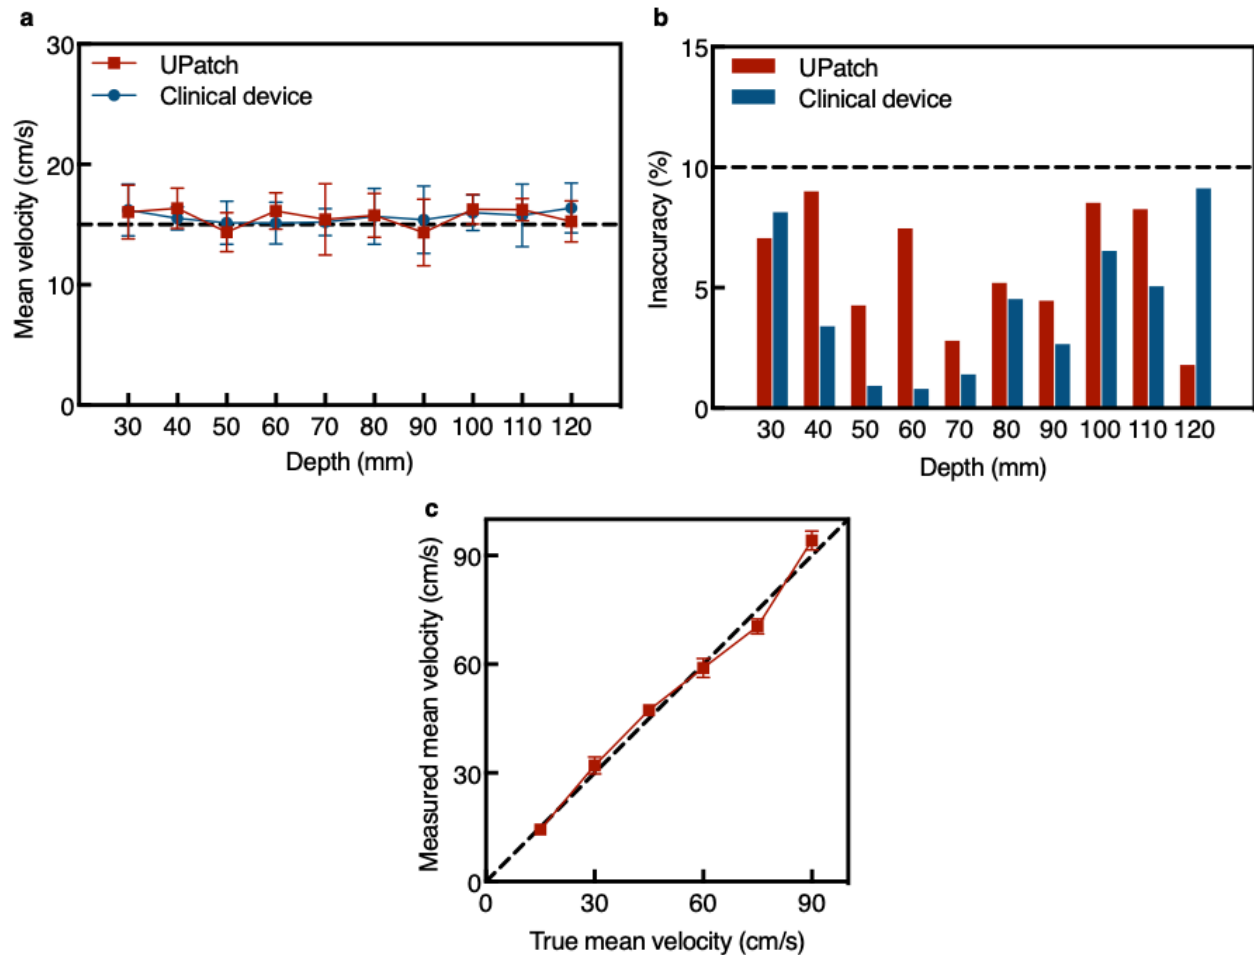 a
30
20
10
0
Mean velocity (cm/s)
UPatch
Clinical device
30 40 50 60 70 80 90 100 110 120
Depth (mm)
b
15
10
5
0
Inaccuracy (%)
UPatch
Clinical device
30 40 50 60 70 80 90 100 110 120
Depth (mm)
c
90
60
30
0
Measured mean velocity (cm/s)
0 30 60 90
True mean velocity (cm/s)